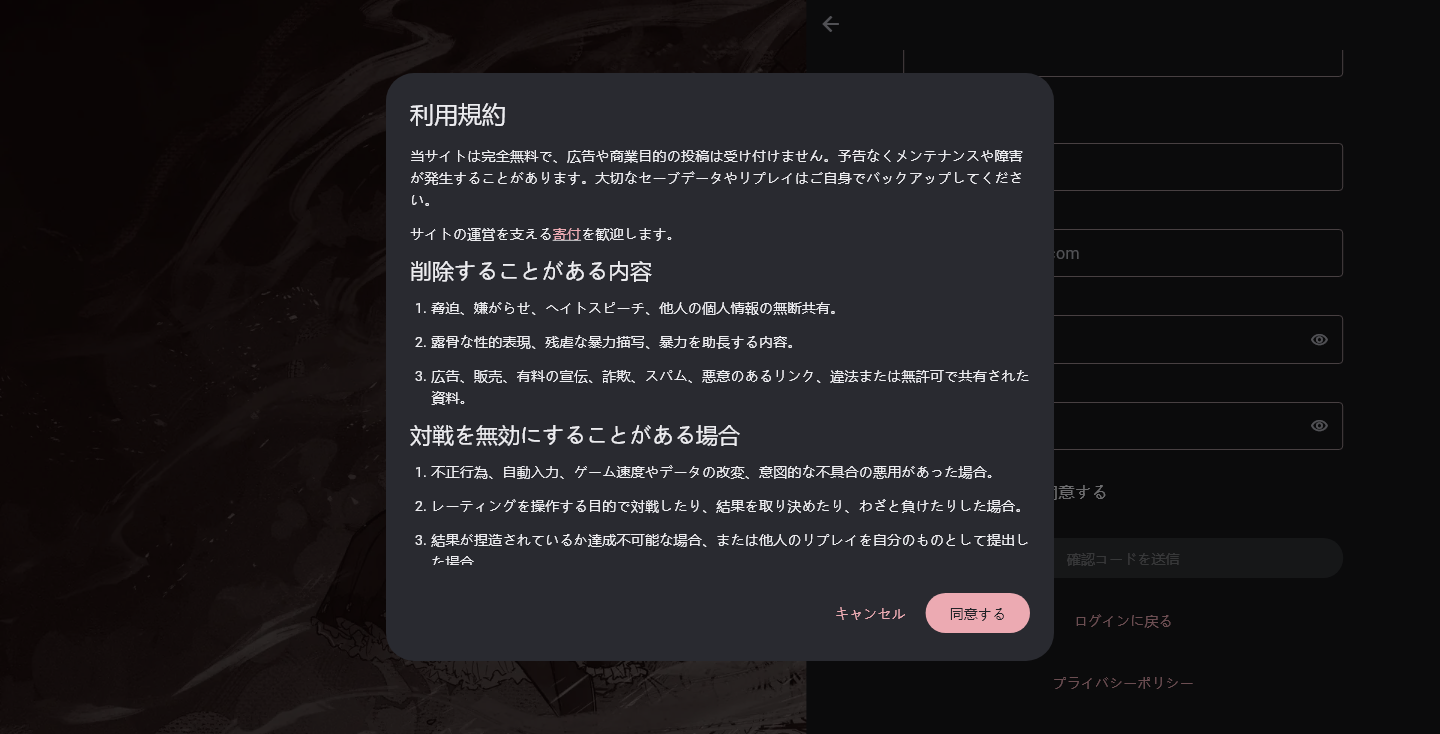 利用規約
当サイトは完全無料で、広告や商業目的の投稿は受け付けません。予告なくメンテナンスや障害
が発生することがあります。大切なセーブデータやリプレイはご自身でバックアップしてくださ
い。
サイトの運営を支える寄付を歓迎します。
削除することがある内容
1. 脅迫、嫌がらせ、ヘイトスピーチ、他人の個人情報の無断共有。
2. 露骨な性的表現、残虐な暴力描写、暴力を助長する内容。
3. 広告、販売、有料の宣伝、詐欺、スパム、悪意のあるリンク、違法または無許可で共有された
資料。
対戦を無効にすることがある場合
1. 不正行為、自動入力、ゲーム速度やデータの改変、意図的な不具合の悪用があった場合。
2. レーティングを操作する目的で対戦したり、結果を取り決めたり、わざと負けたりした場合。
3. 結果が捏造されているか達成不可能な場合、または他人のリプレイを自分のものとして提出し
た場合
キャンセル
同意する
com
同意する
確認コードを送信
ログインに戻る
プライバシーポリシー